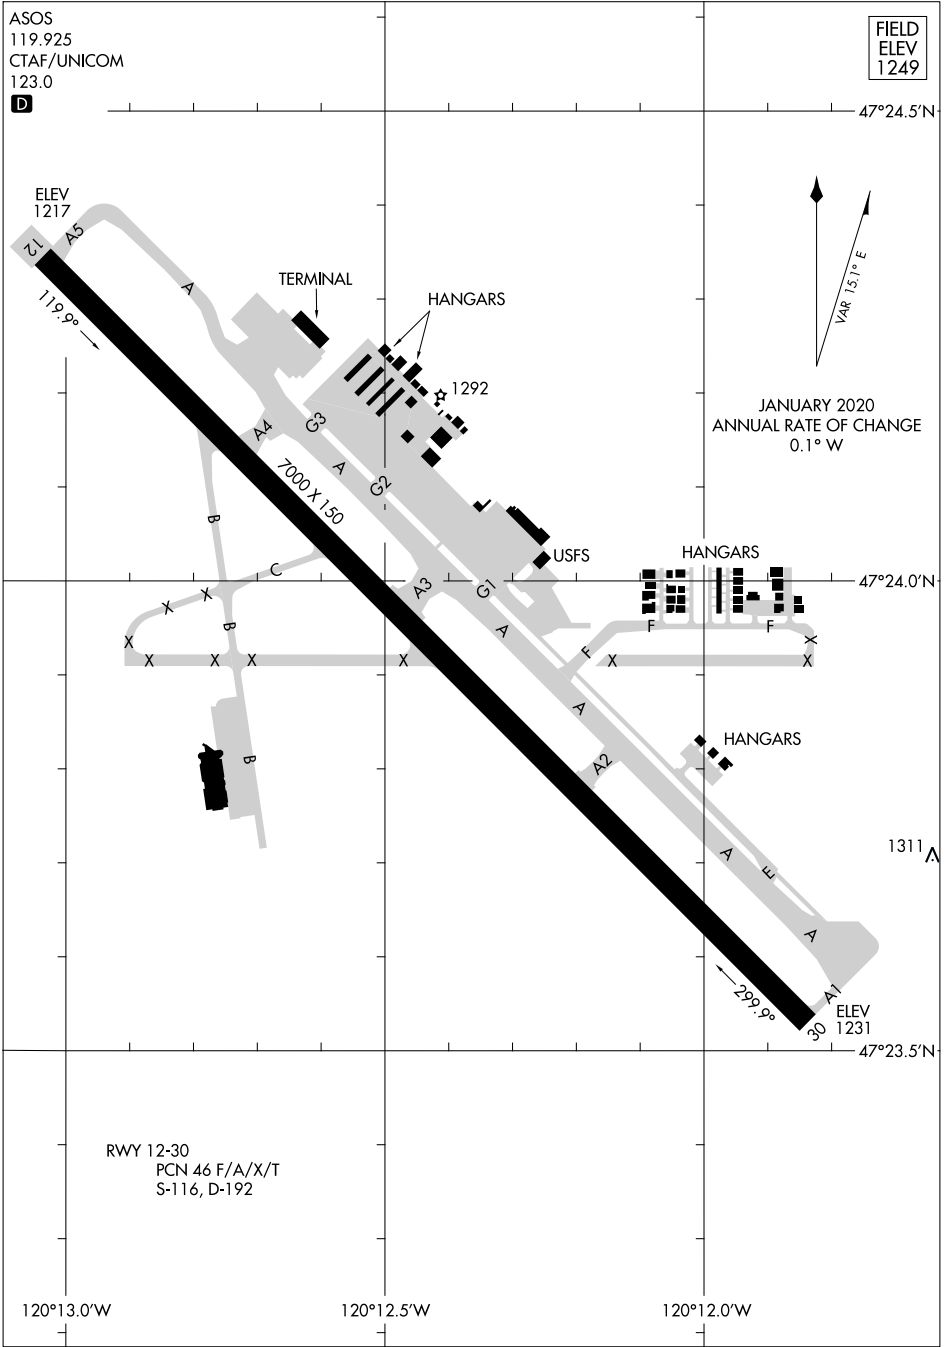 ASOS
119.925
CTAF/UNICOM
123.0
D
FIELD
ELEV
1249
47°24.5'N
ELEV
1217
12
A5
A
119.9°
TERMINAL
HANGARS
1292
VAR 15.1° E
JANUARY 2020
ANNUAL RATE OF CHANGE
0.1° W
A4
G3
A
G2
7000 X 150
B
C
USFS
HANGARS
47°24.0'N
A3
G1
X
X
B
A
F
F
X
X
X
X
X
X
F
X
X
A
HANGARS
B
A2
A
E
1311
A
A1
299.9°
30
ELEV
1231
47°23.5'N
RWY 12-30
PCN 46 F/A/X/T
S-116, D-192
120°13.0'W
120°12.5'W
120°12.0'W